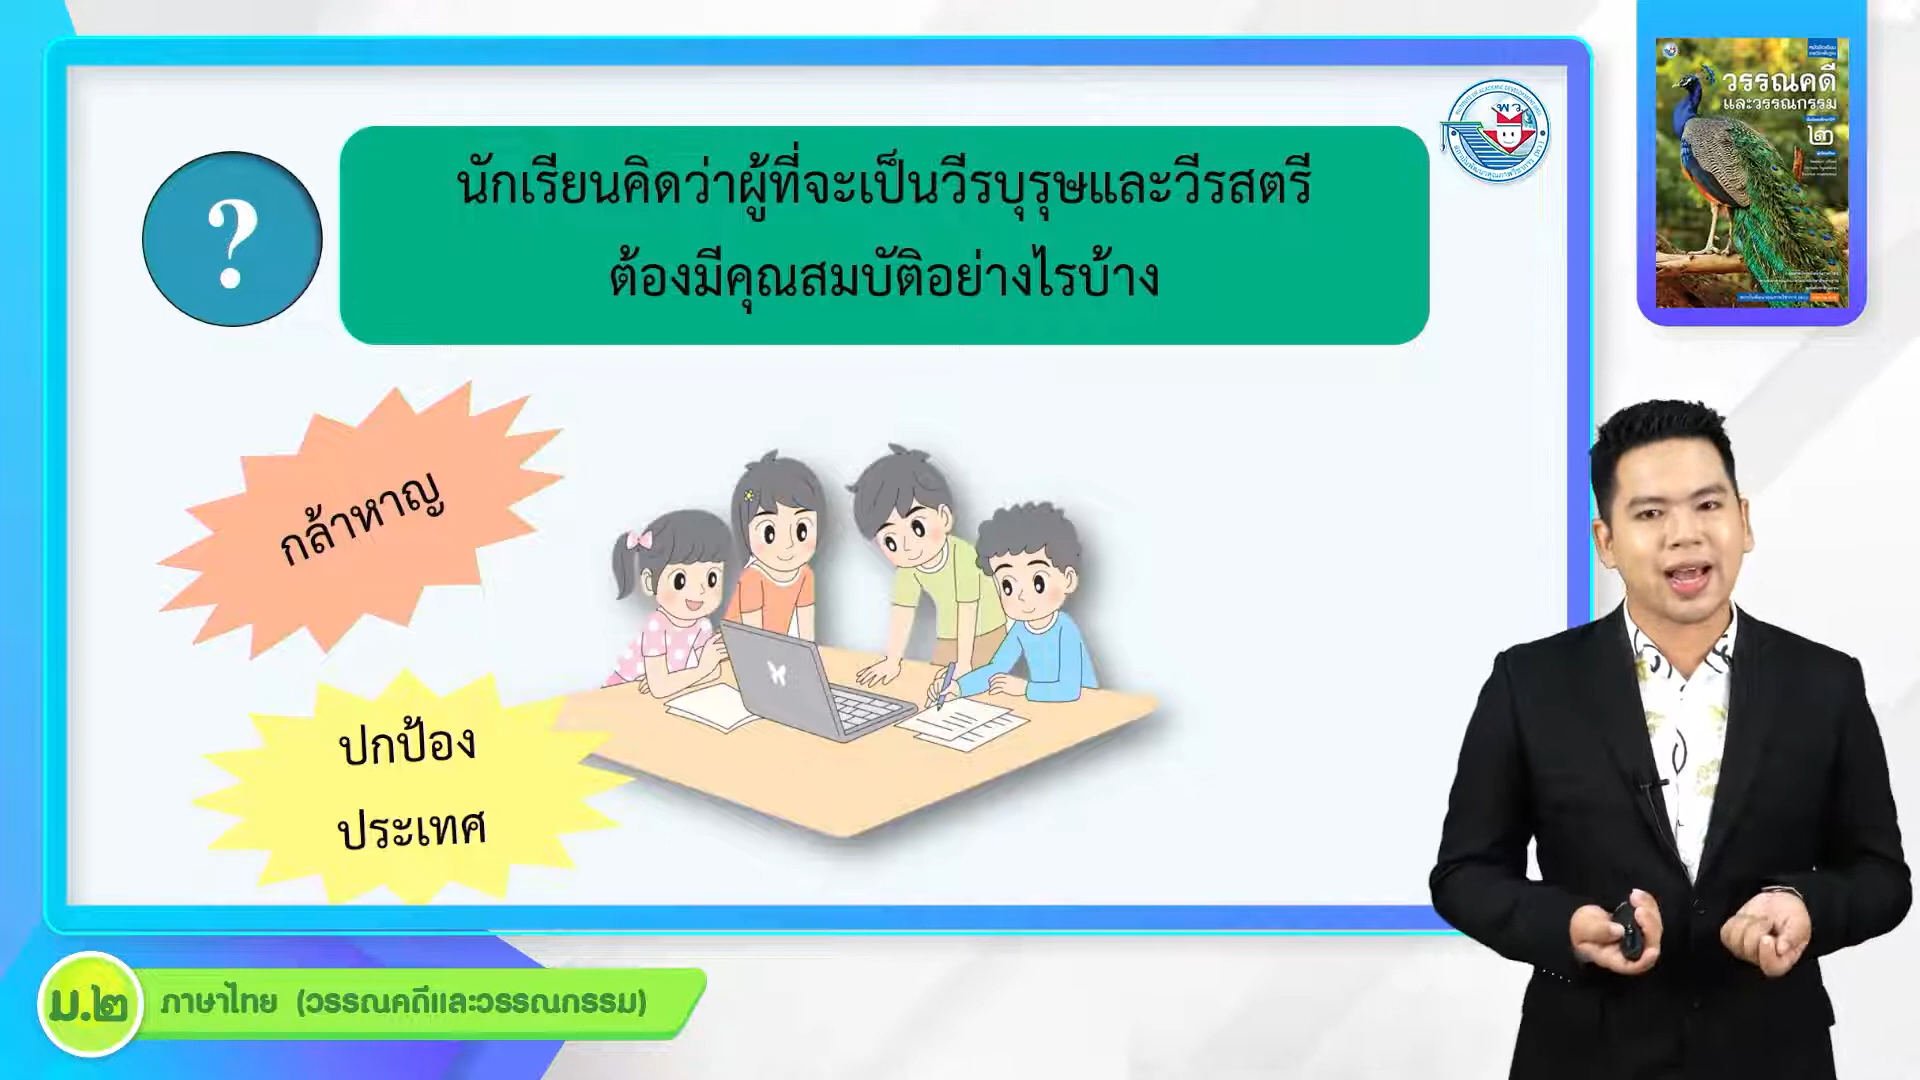 นักเรียนคิดว่าผู้ที่จะเป็นวีรบุรุษและวีรสตรี
ต้องมีคุณสมบัติอย่างไรบ้าง
?
กล้าหาญ
ปกป้อง
ประเทศ
พว.
วรรณคดี
และวรรณกรรม
๒
ม.๒
ภาษาไทย (วรรณคดีและวรรณกรรม)